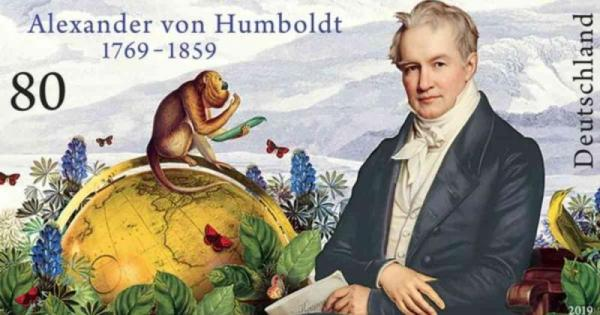 Alexander von Humboldt
1769–1859
80
Deutschland
2019